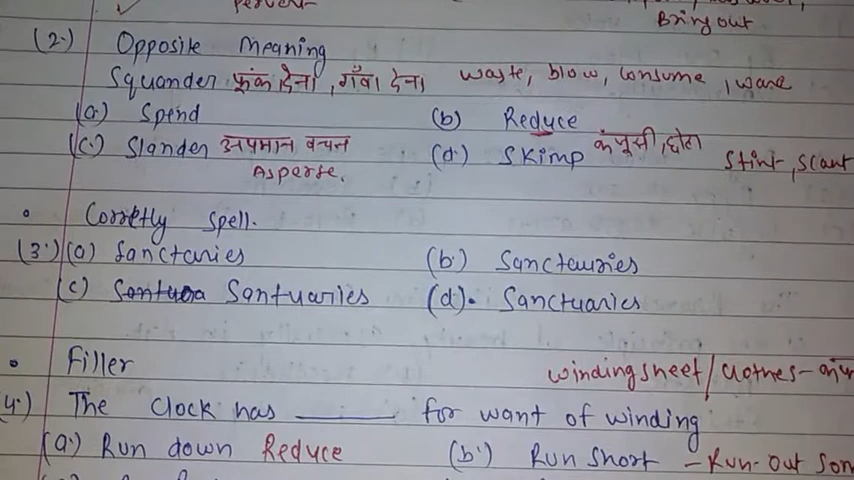 Bring out
(2.) Opposite Meaning
Squander फूंक देना, गँवा देना waste, blow, consume,
(a.) Spend (b) Reduce
(c.) Slander अपमान वचन (d.) Skimp कंजूसी, Stint, Scant
Asperse.
Correctly Spell.
(3.) (a) Sanctaries (b.) Sanctauries
(c) Santuaries (d). Sanctuaries
Filler
windingsheet/clothes-
(4.) The Clock has ______ for want of winding
(a.) Run down Reduce (b.) Run short - Run-out